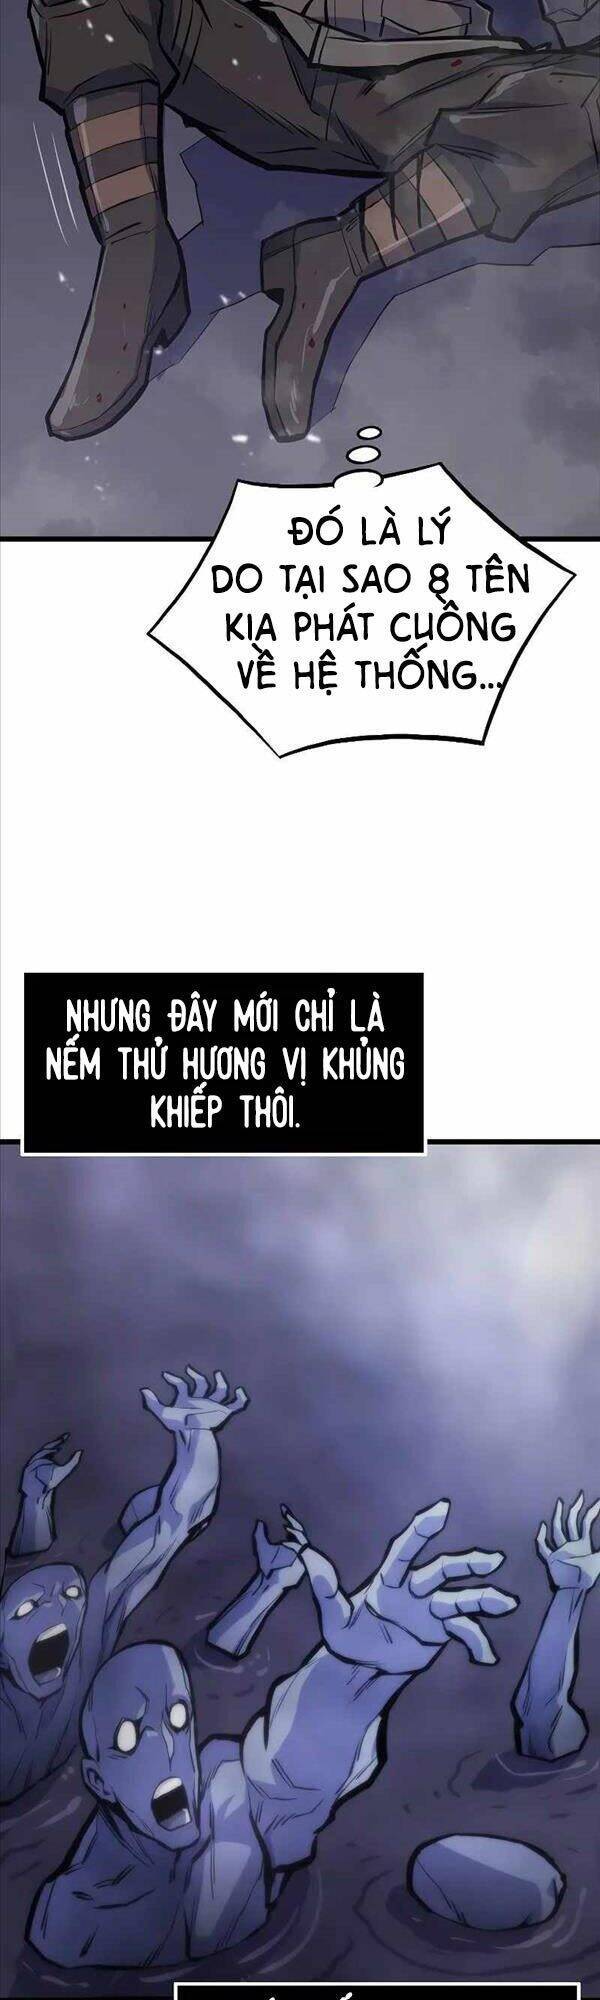 ĐÓ LÀ LÝ
DO TẠI SAO 8 TÊN
KIA PHÁT CUỒNG
VỀ HỆ THỐNG...
NHƯNG ĐÂY MỚI CHỈ LÀ
NẾM THỬ HƯƠNG VỊ KHỦNG
KHIẾP THÔI.